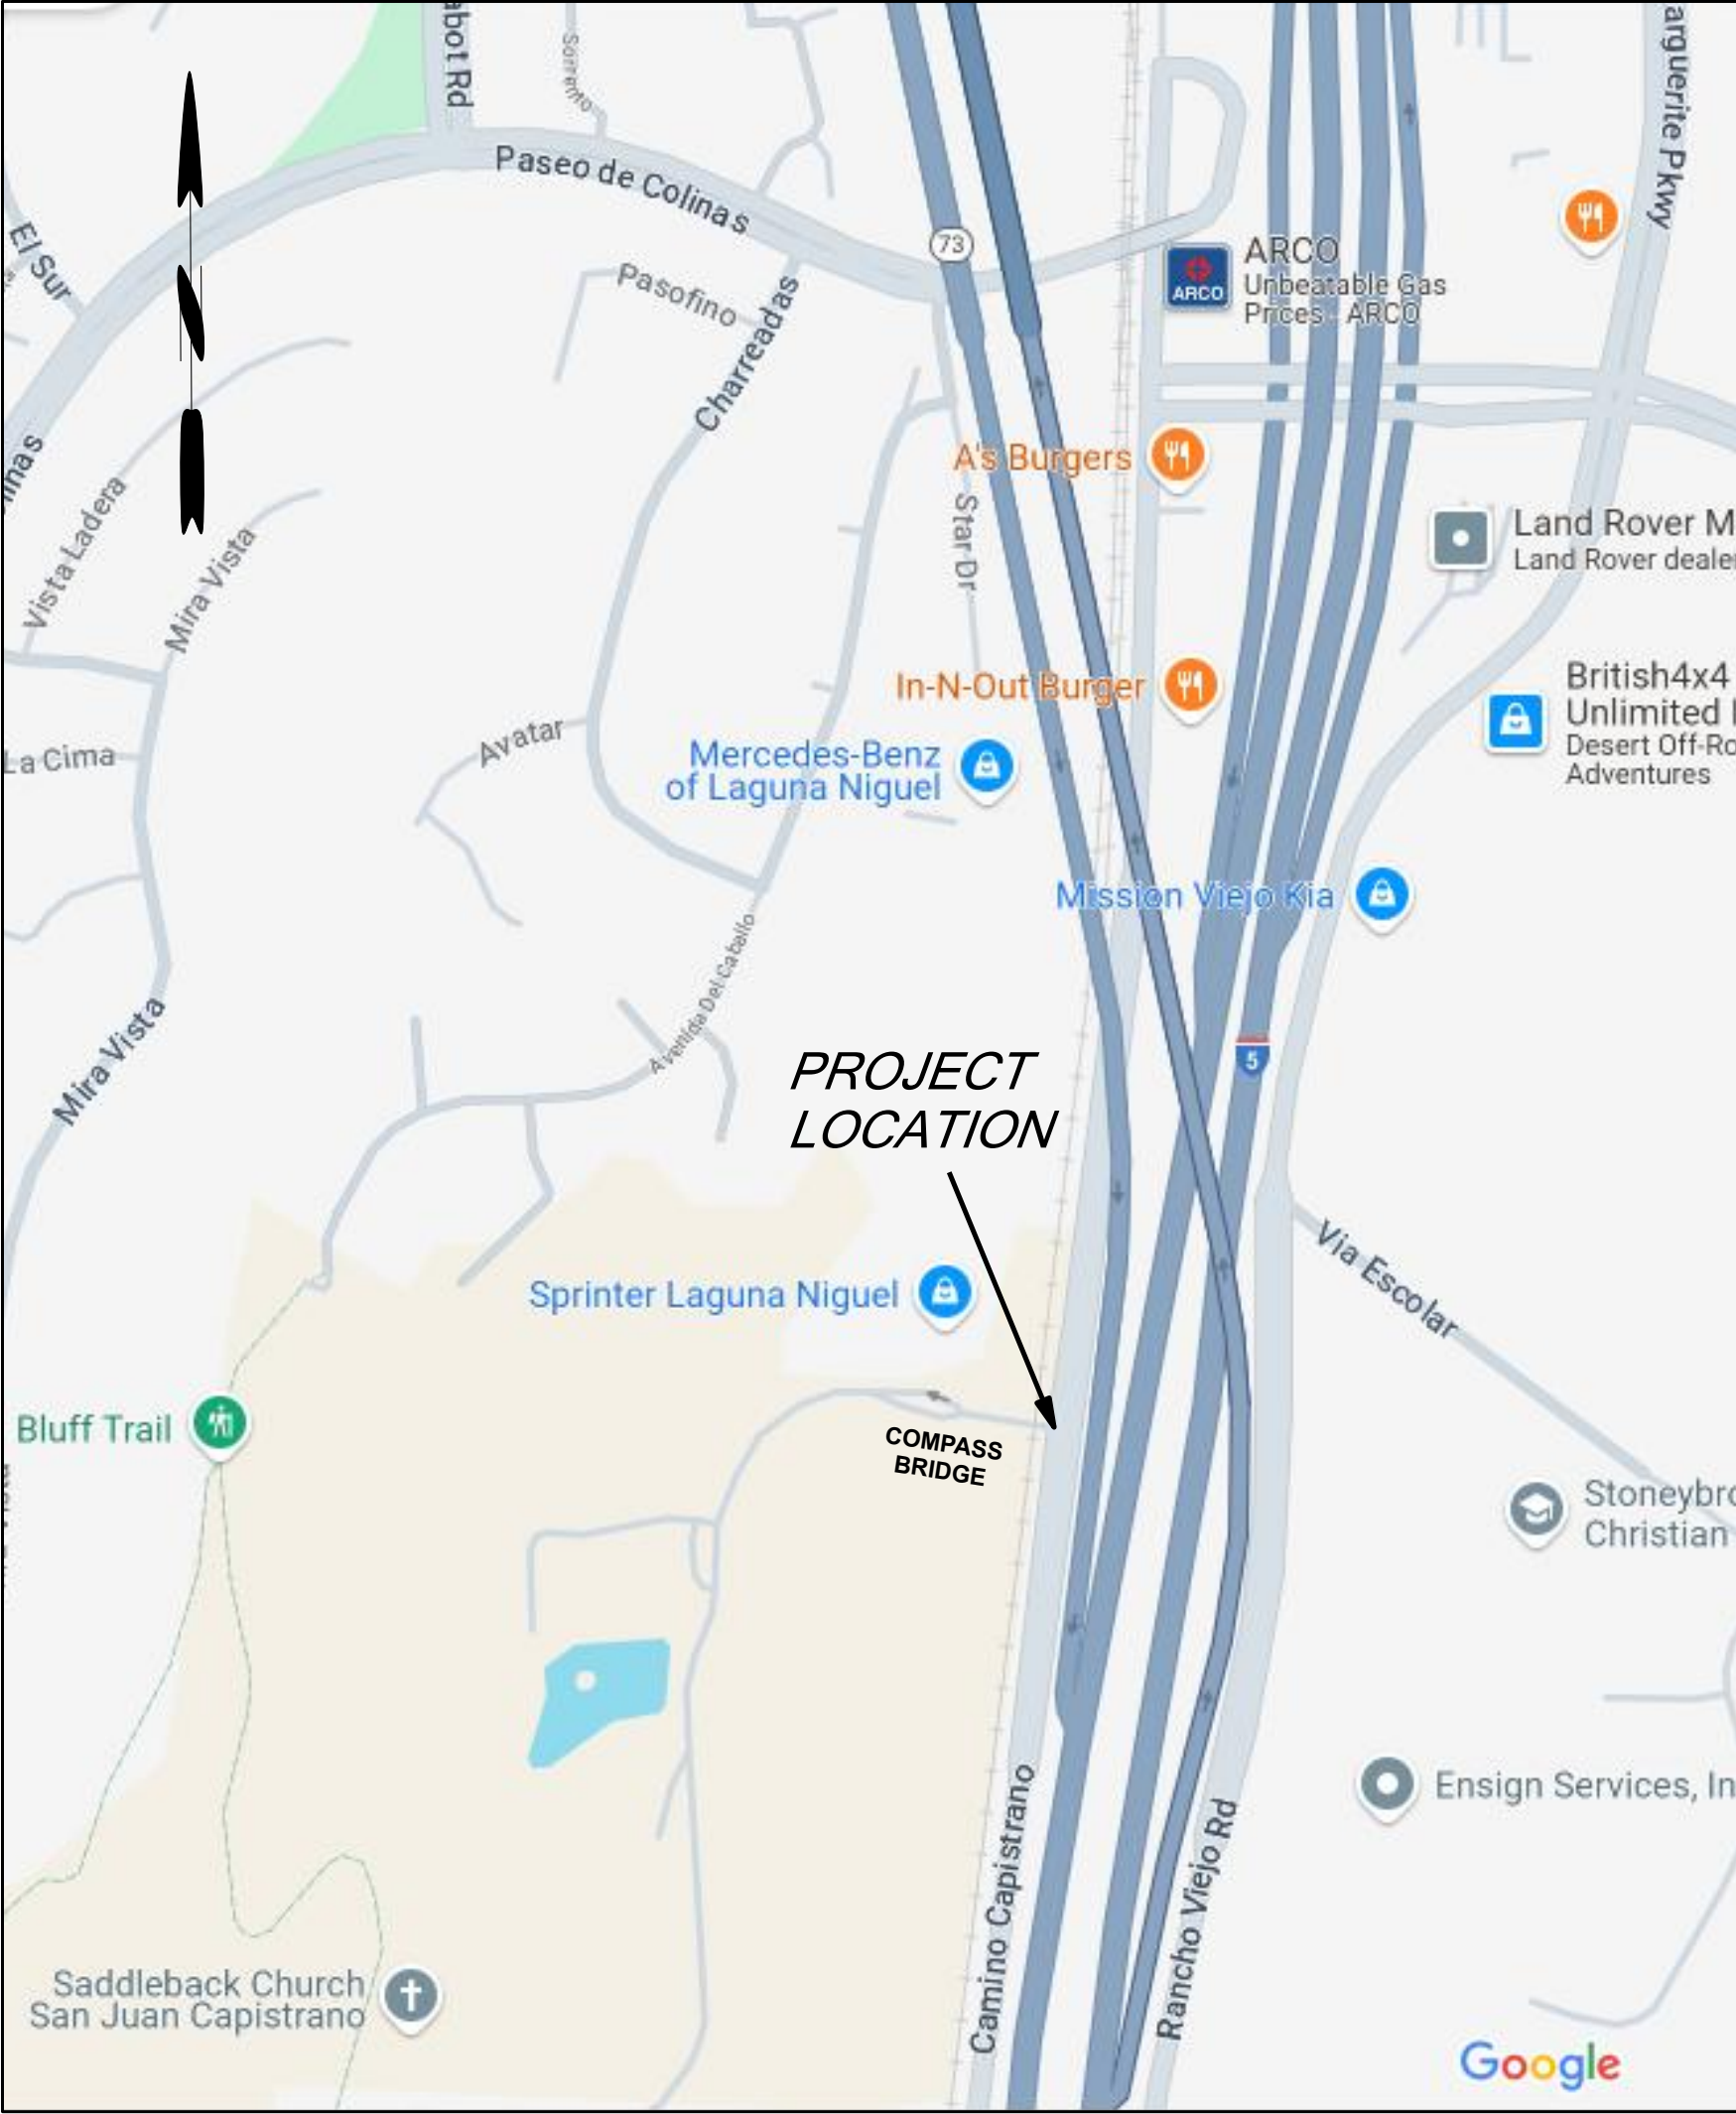 abot Rd
Sorrento
arguerite Pkwy
Paseo de Colinas
El Sur
73
ARCO
ARCO
Unbeatable Gas
Prices - ARCO
Pasofino
Charreadas
A's Burgers
Star Dr
Vista Ladera
Mira Vista
Land Rover M
Land Rover deale
In-N-Out Burger
British4x4
Unlimited
Desert Off-Ro
Adventures
Avatar
La Cima
Mercedes-Benz
of Laguna Niguel
Mission Viejo Kia
Avenida Del Caballo
Mira Vista
5
PROJECT
LOCATION
Via Escolar
Sprinter Laguna Niguel
Bluff Trail
COMPASS
BRIDGE
Stoneybro
Christian
Ensign Services, In
Camino Capistrano
Rancho Viejo Rd
Saddleback Church
San Juan Capistrano
Google